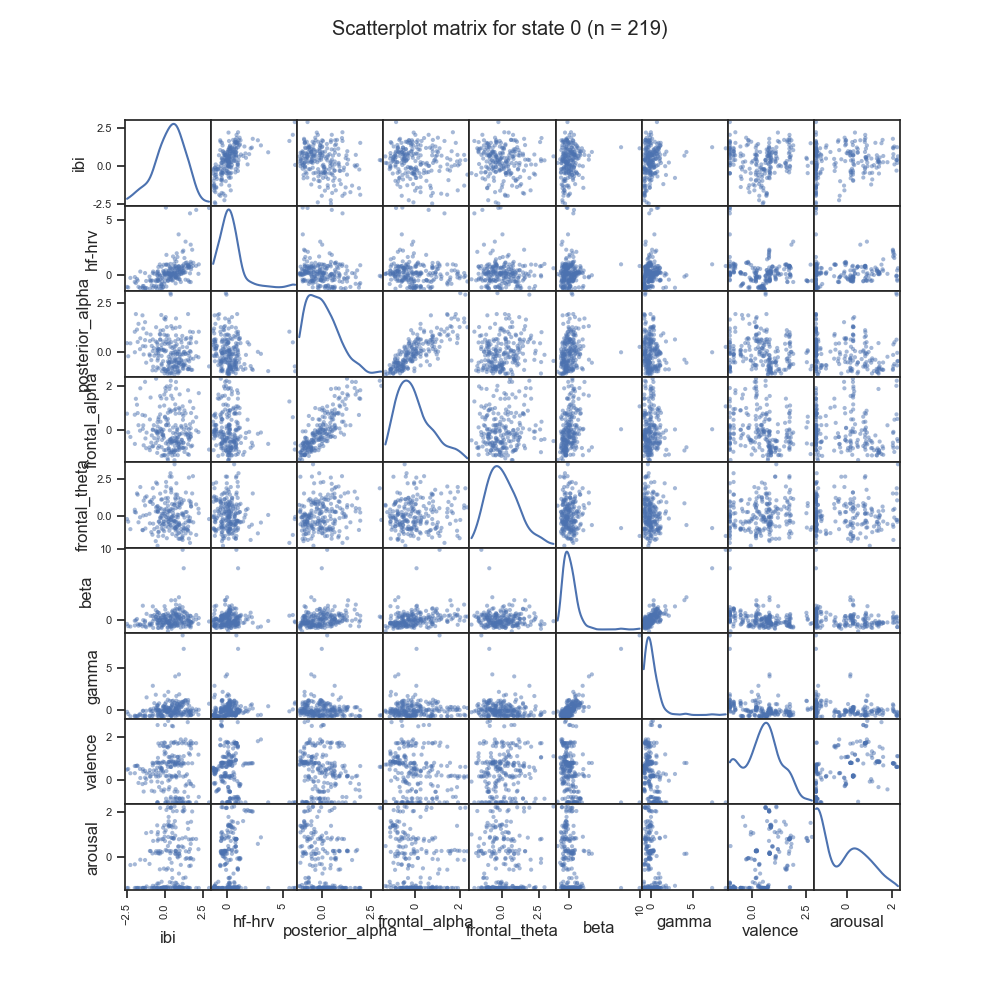 Scatterplot matrix for state 0 (n = 219)
ibi
2.5
0.0
-2.5
hf-hrv
5
0
posterior_alpha
2.5
0.0
frontal_alpha
2
0
frontal_theta
2.5
0.0
beta
10
0
gamma
5
0
valence
2
0
arousal
2
0
-2.5 0.0 2.5 0 5 0.0 2.5 0 2 0.0 2.5 0 10 0 5 0.0 2.5 0 2
ibi hf-hrv posterior_alpha frontal_alpha frontal_theta beta gamma valence arousal